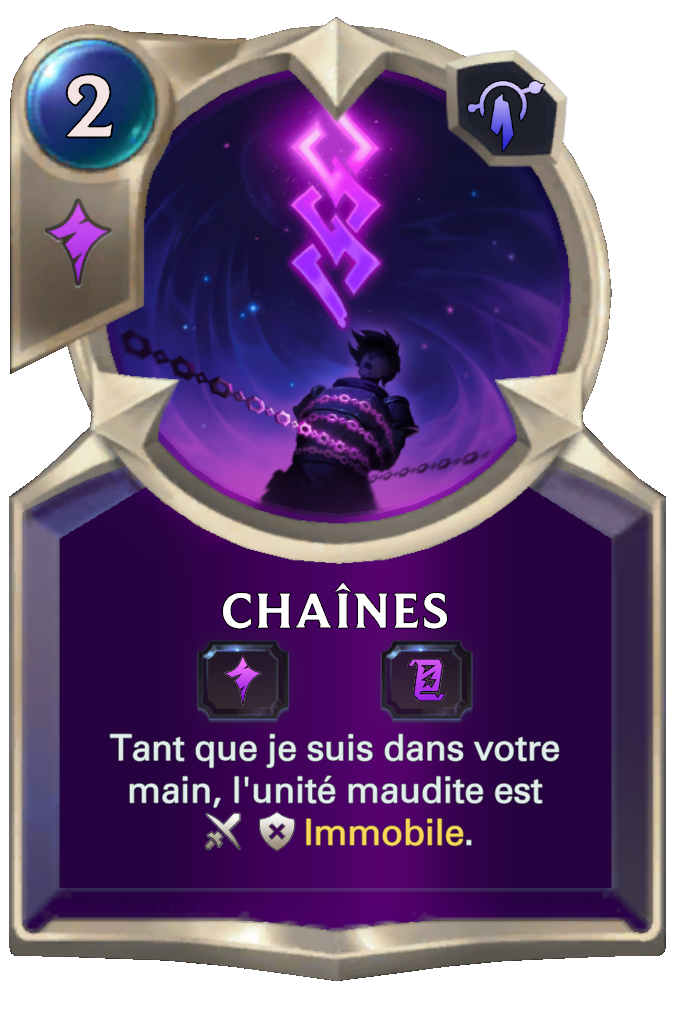 2
CHAÎNES
Tant que je suis dans votre
main, l'unité maudite est
Immobile.